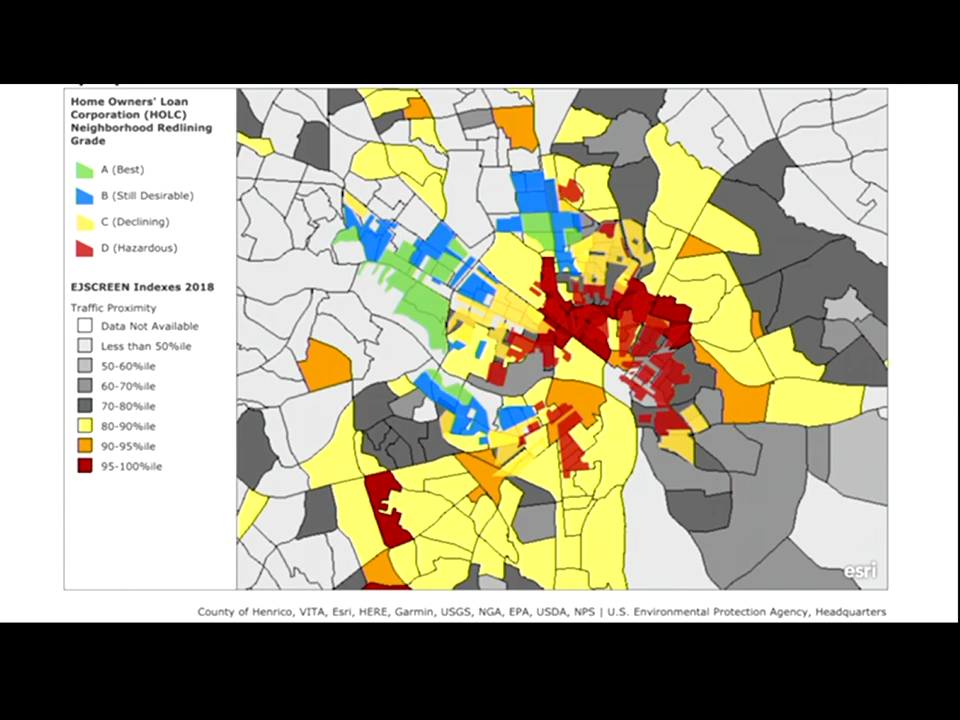 Home Owners' Loan
Corporation (HOLC)
Neighborhood Redlining
Grade
A (Best)
B (Still Desirable)
C (Declining)
D (Hazardous)
EJSCREEN Indexes 2018
Traffic Proximity
Data Not Available
Less than 50%ile
50-60%ile
60-70%ile
70-80%ile
80-90%ile
90-95%ile
95-100%ile
esri
County of Henrico, VITA, Esri, HERE, Garmin, USGS, NGA, EPA, USDA, NPS | U.S. Environmental Protection Agency, Headquarters